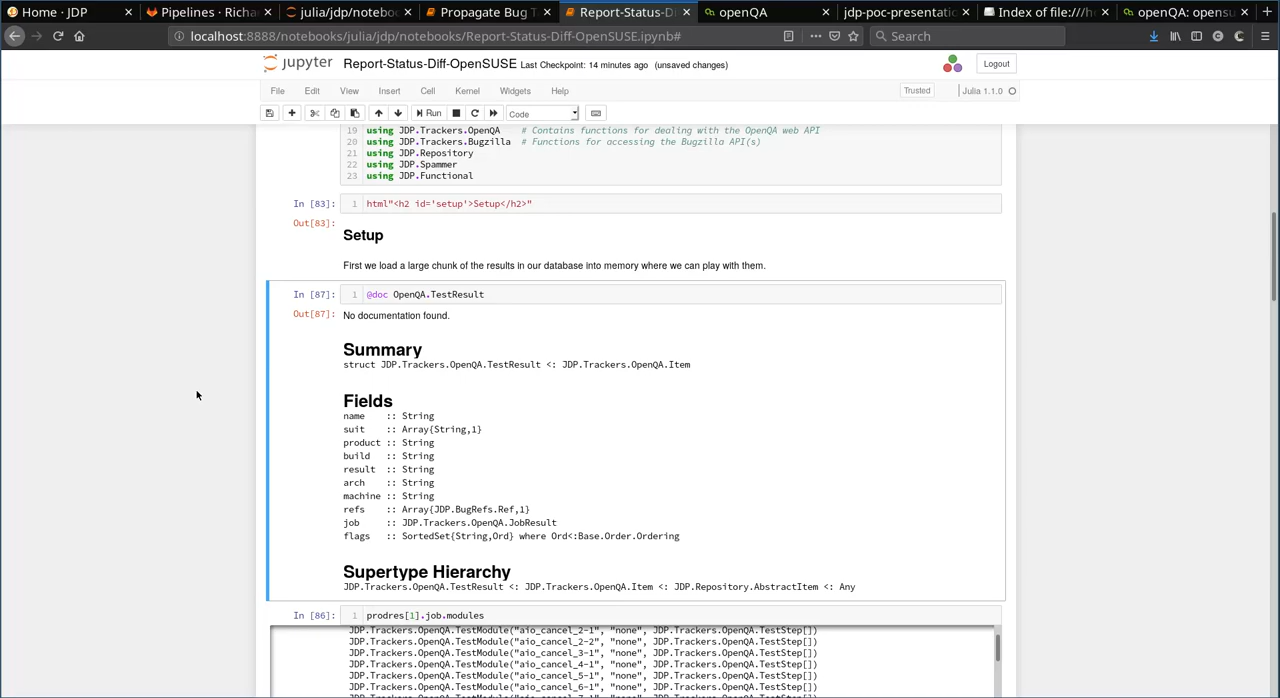 Home · JDP
Pipelines · Richa
julia/jdp/notebo
Propagate Bug T
Report-Status-Di
openQA
jdp-poc-presentatio
Index of file:///h
openQA: opensu
localhost:8888/notebooks/julia/jdp/notebooks/Report-Status-Diff-OpenSUSE.ipynb#
Search
jupyter Report-Status-Diff-OpenSUSE Last Checkpoint: 14 minutes ago (unsaved changes)
Logout
File Edit View Insert Cell Kernel Widgets Help
Trusted
Julia 1.1.0
Run
Code
19 using JDP.Trackers.OpenQA # Contains functions for dealing with the OpenQA web API
20 using JDP.Trackers.Bugzilla # Functions for accessing the Bugzilla API(s)
21 using JDP.Repository
22 using JDP.Spammer
23 using JDP.Functional
In [83]: 1 html"<h2 id='setup'>Setup</h2>"
Out[83]:
Setup
First we load a large chunk of the results in our database into memory where we can play with them.
In [87]: 1 @doc OpenQA.TestResult
Out[87]: No documentation found.
Summary
struct JDP.Trackers.OpenQA.TestResult <: JDP.Trackers.OpenQA.Item
Fields
name :: String
suit :: Array{String,1}
product :: String
build :: String
result :: String
arch :: String
machine :: String
refs :: Array{JDP.BugRefs.Ref,1}
job :: JDP.Trackers.OpenQA.JobResult
flags :: SortedSet{String,Ord} where Ord<:Base.Order.Ordering
Supertype Hierarchy
JDP.Trackers.OpenQA.TestResult <: JDP.Trackers.OpenQA.Item <: JDP.Repository.AbstractItem <: Any
In [86]: 1 prodres[1].job.modules
JDP.Trackers.OpenQA.TestModule("aio_cancel_2-1", "none", JDP.Trackers.OpenQA.TestStep[])
JDP.Trackers.OpenQA.TestModule("aio_cancel_2-2", "none", JDP.Trackers.OpenQA.TestStep[])
JDP.Trackers.OpenQA.TestModule("aio_cancel_3-1", "none", JDP.Trackers.OpenQA.TestStep[])
JDP.Trackers.OpenQA.TestModule("aio_cancel_4-1", "none", JDP.Trackers.OpenQA.TestStep[])
JDP.Trackers.OpenQA.TestModule("aio_cancel_5-1", "none", JDP.Trackers.OpenQA.TestStep[])
JDP.Trackers.OpenQA.TestModule("aio_cancel_6-1", "none", JDP.Trackers.OpenQA.TestStep[])